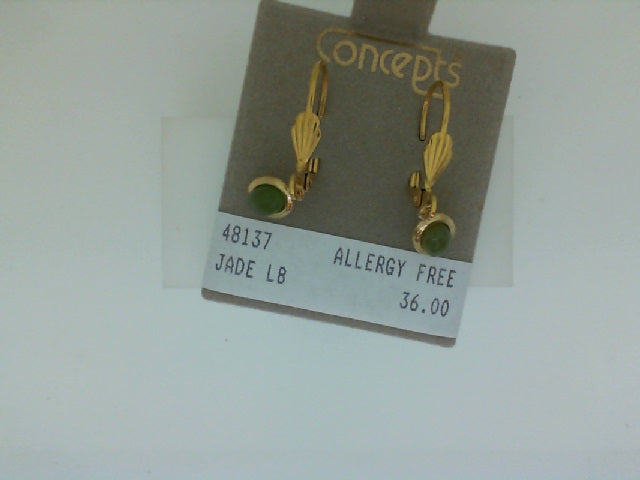 Concepts
48137 ALLERGY FREE
JADE LB 36.00